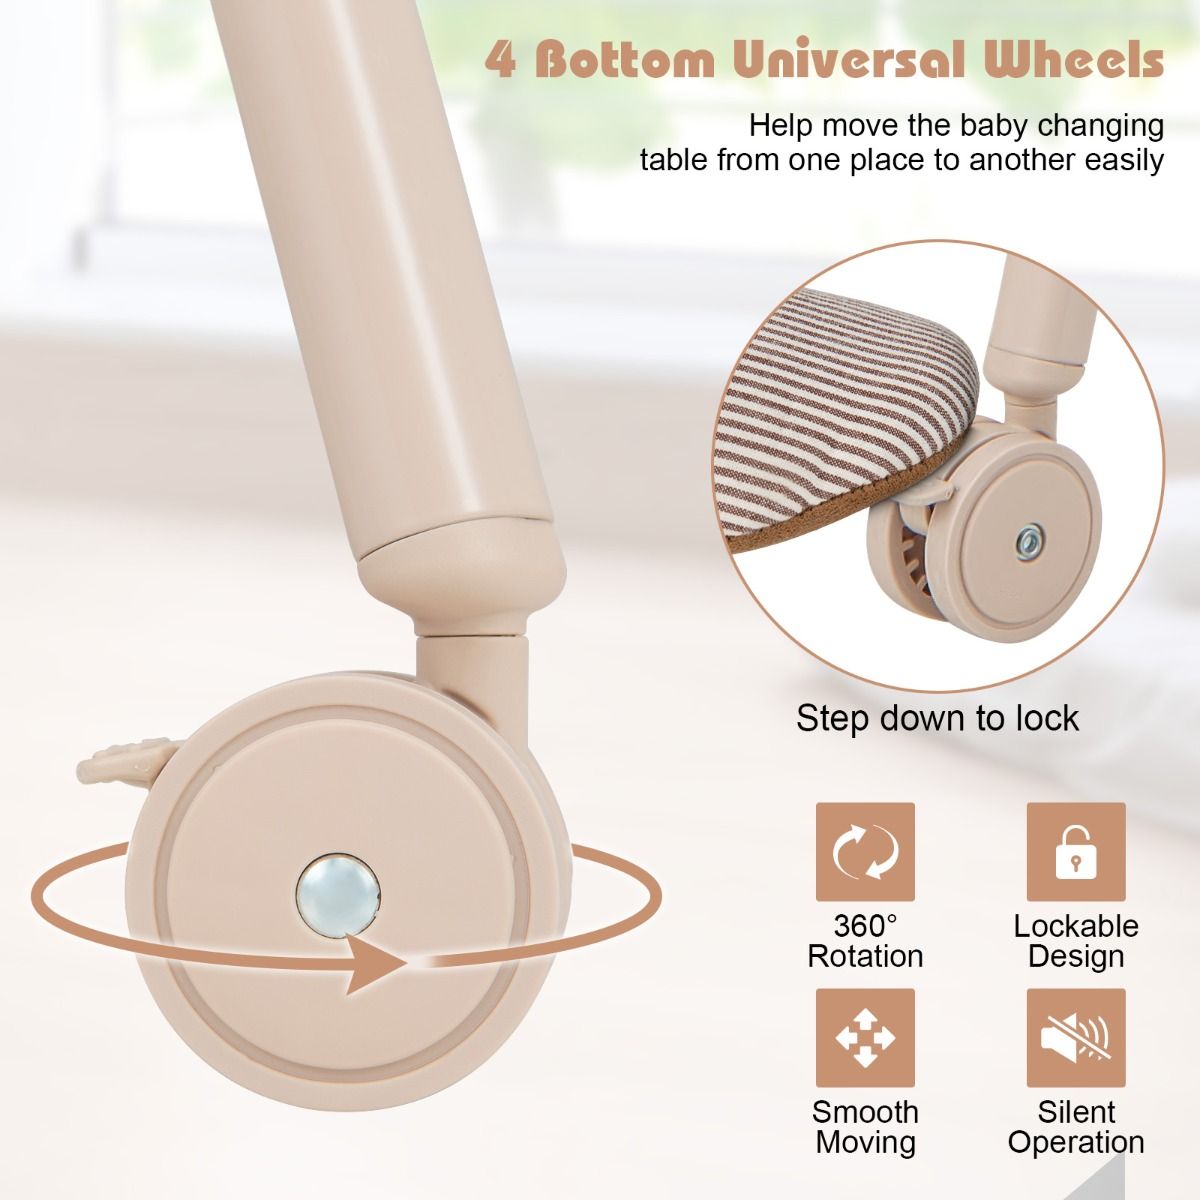 4 Bottom Universal Wheels
Help move the baby changing
table from one place to another easily
Step down to lock
360°
Rotation
Lockable
Design
Smooth
Moving
Silent
Operation